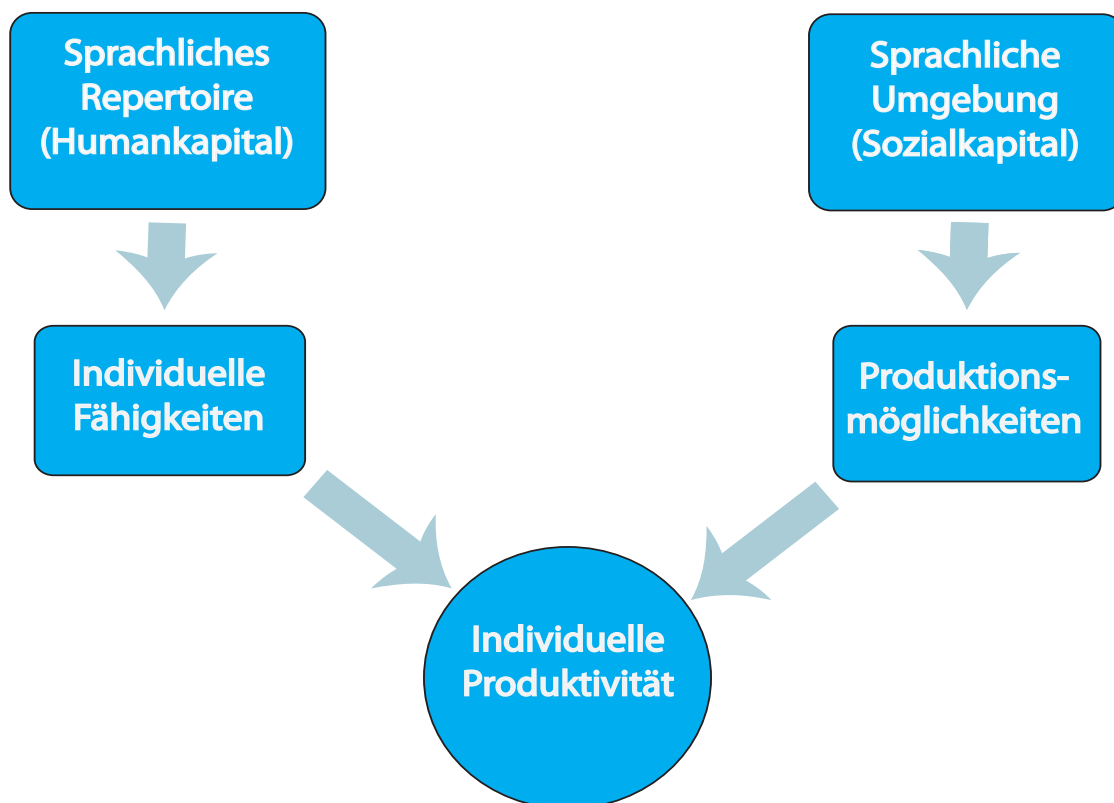 Sprachliches
Repertoire
(Humankapital)
Sprachliche
Umgebung
(Sozialkapital)
Individuelle
Fähigkeiten
Produktions-
möglichkeiten
Individuelle
Produktivität